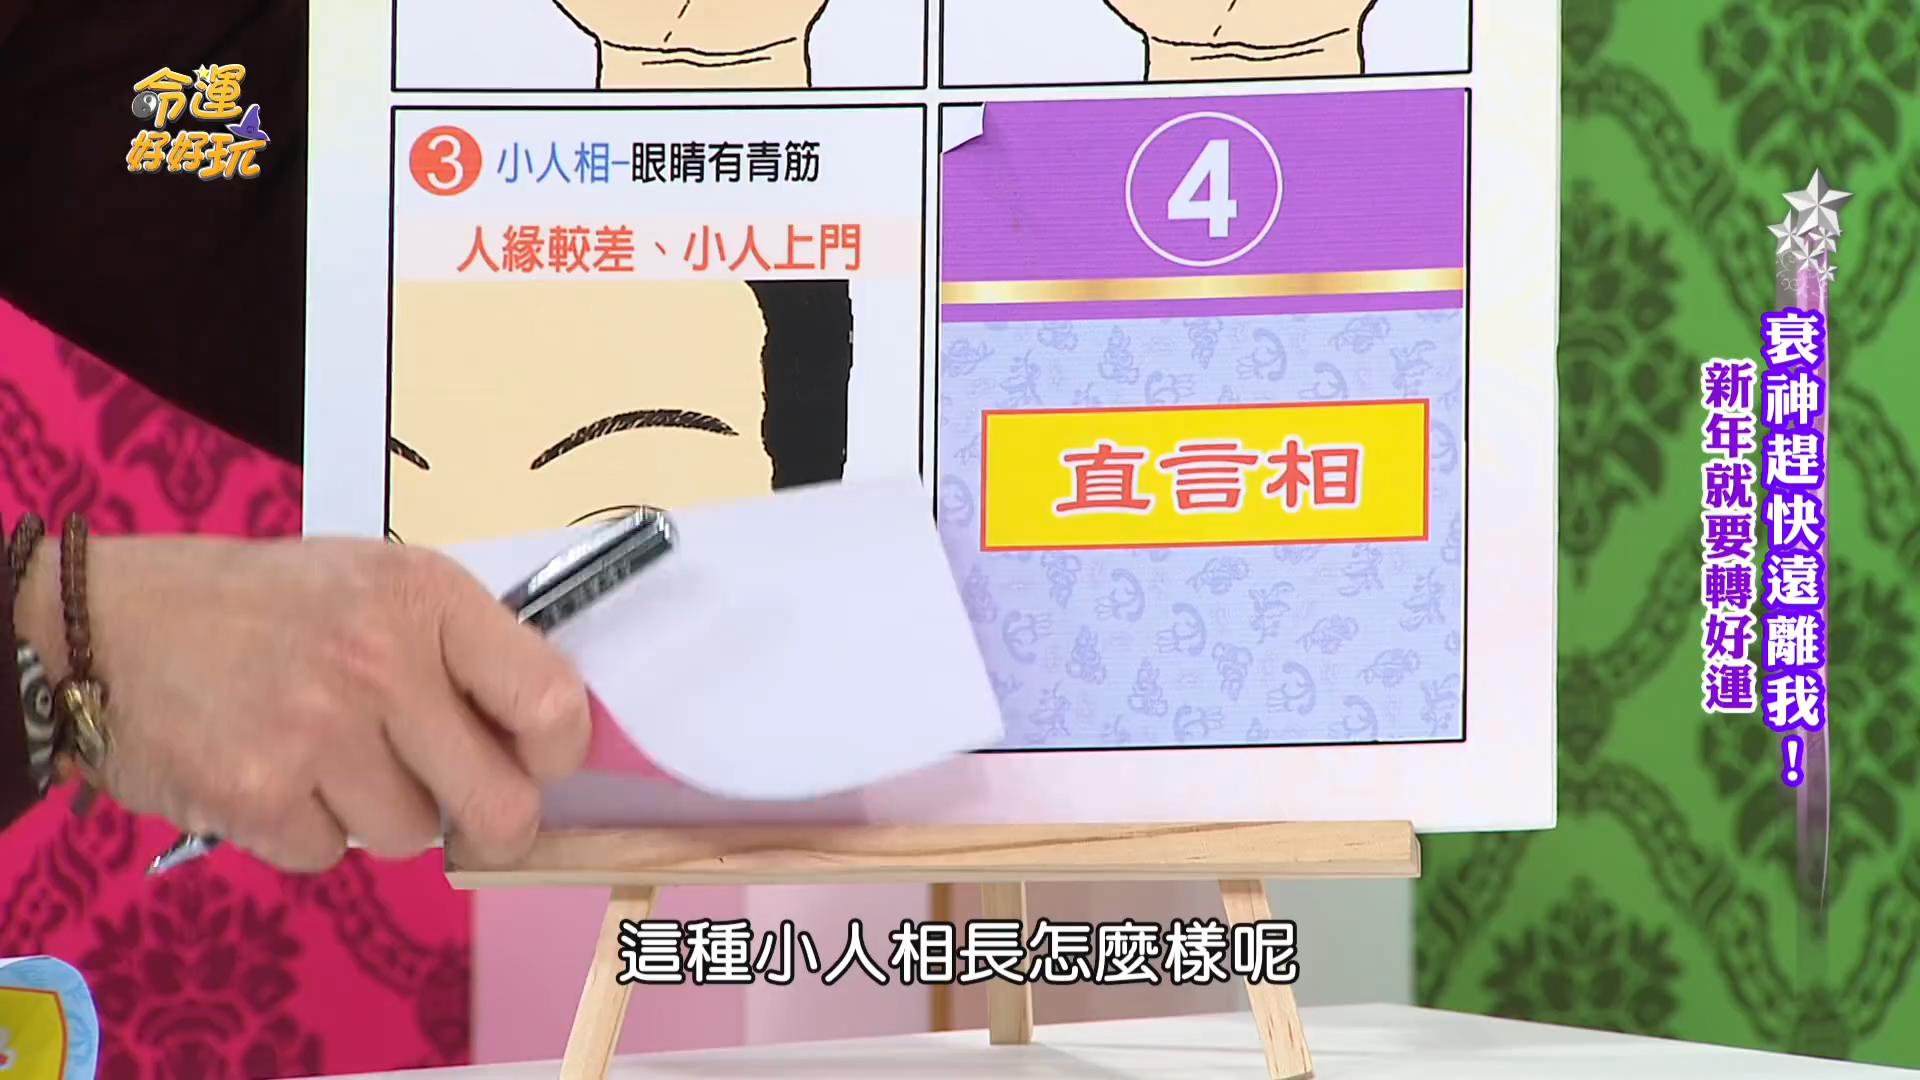 命運
好好玩
3 小人相-眼睛有青筋
人緣較差、小人上門
4
直言相
衰神趕快遠離我！
新年就要轉好運
這種小人相長怎麼樣呢